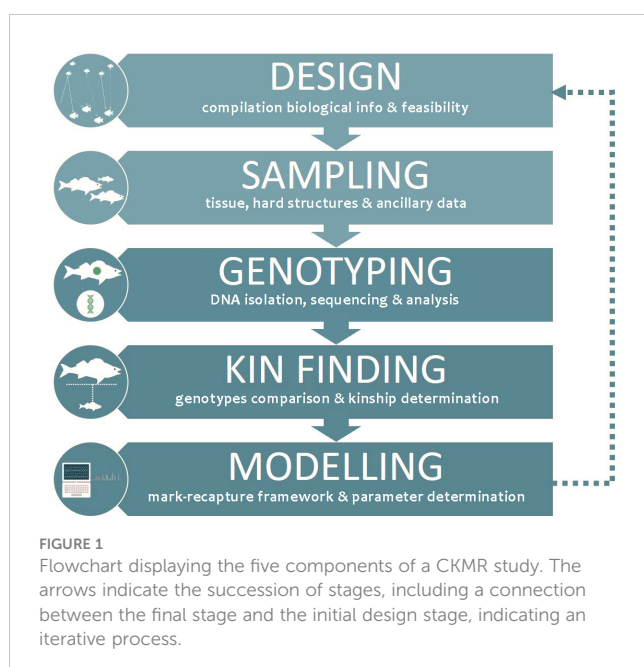 DESIGN
compilation biological info & feasibility
SAMPLING
tissue, hard structures & ancillary data
GENOTYPING
DNA isolation, sequencing & analysis
KIN FINDING
genotypes comparison & kinship determination
MODELLING
mark-recapture framework & parameter determination
FIGURE 1
Flowchart displaying the five components of a CKMR study. The
arrows indicate the succession of stages, including a connection
between the final stage and the initial design stage, indicating an
iterative process.